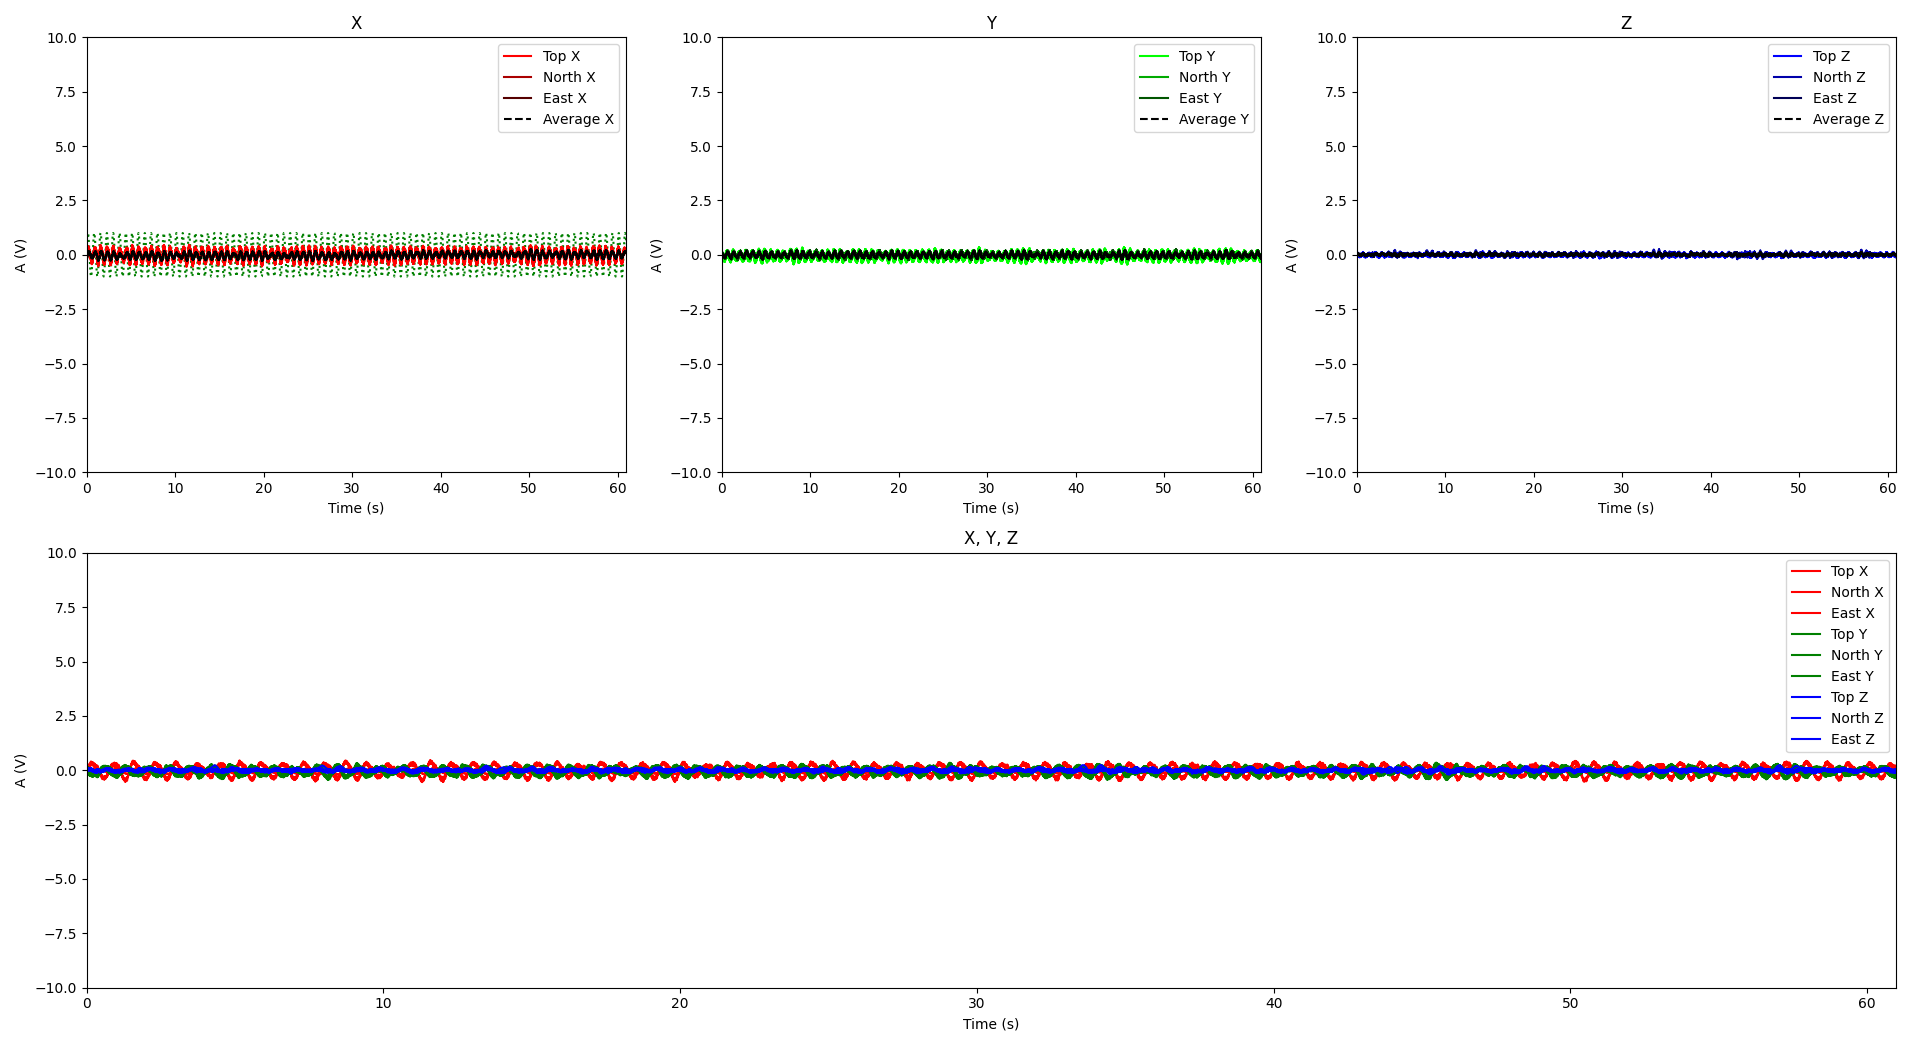 X
10.0
7.5
5.0
2.5
0.0
−2.5
−5.0
−7.5
−10.0
A (V)
0 10 20 30 40 50 60
Time (s)
Top X
North X
East X
Average X
Y
10.0
7.5
5.0
2.5
0.0
−2.5
−5.0
−7.5
−10.0
A (V)
0 10 20 30 40 50 60
Time (s)
Top Y
North Y
East Y
Average Y
Z
10.0
7.5
5.0
2.5
0.0
−2.5
−5.0
−7.5
−10.0
A (V)
0 10 20 30 40 50 60
Time (s)
Top Z
North Z
East Z
Average Z
X, Y, Z
10.0
7.5
5.0
2.5
0.0
−2.5
−5.0
−7.5
−10.0
A (V)
0 10 20 30 40 50 60
Time (s)
Top X
North X
East X
Top Y
North Y
East Y
Top Z
North Z
East Z